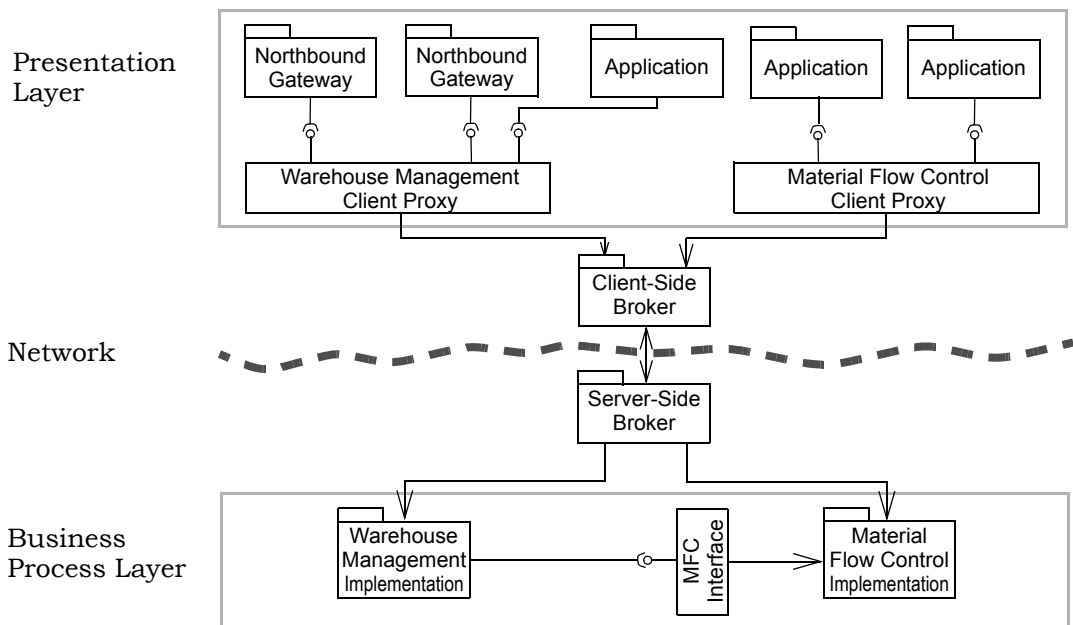 Presentation
Layer
Northbound
Gateway
Northbound
Gateway
Application
Application
Application
Warehouse Management
Client Proxy
Material Flow Control
Client Proxy
Client-Side
Broker
Network
Server-Side
Broker
Business
Process Layer
Warehouse
Management
Implementation
MFC
Interface
Material
Flow Control
Implementation